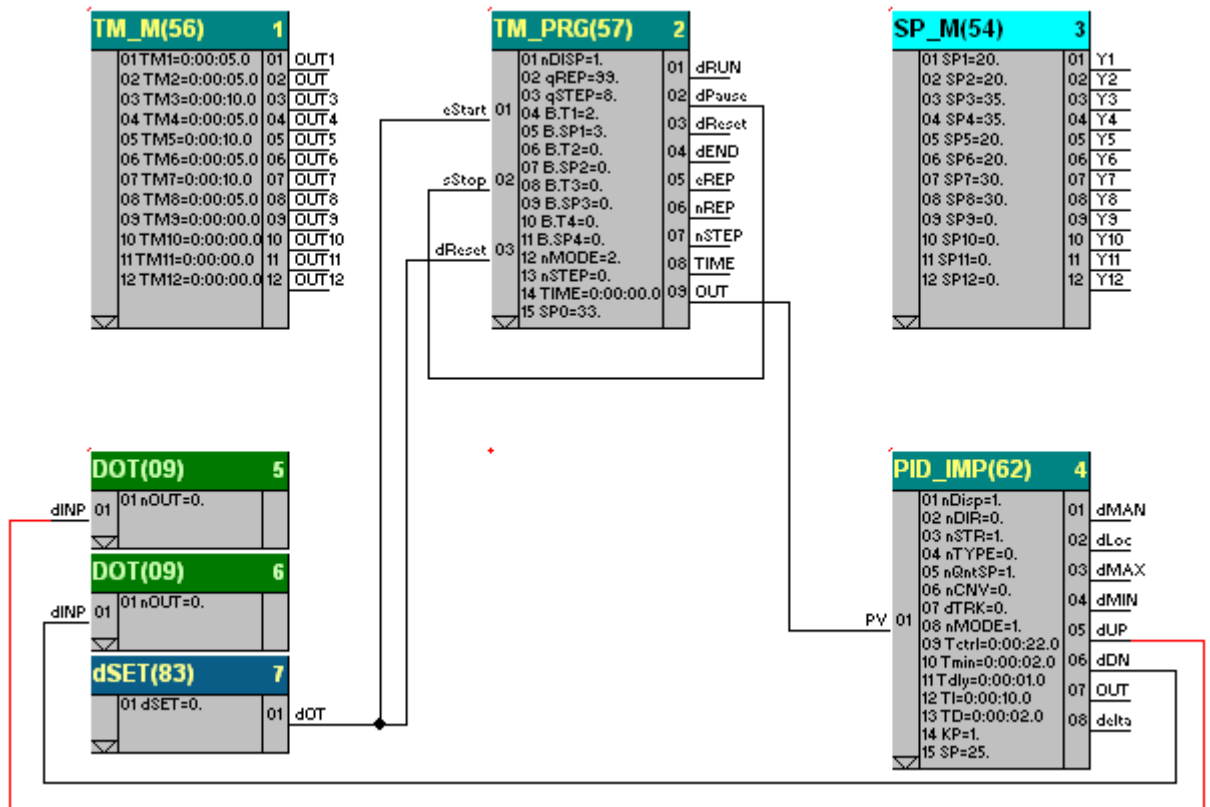 TM_M(56) 1
01 TM1=0:00:05.0 01 OUT1
02 TM2=0:00:05.0 02 OUT
03 TM3=0:00:10.0 03 OUT3
04 TM4=0:00:05.0 04 OUT4
05 TM5=0:00:10.0 05 OUT5
06 TM6=0:00:05.0 06 OUT6
07 TM7=0:00:10.0 07 OUT7
08 TM8=0:00:05.0 08 OUT8
09 TM9=0:00:00.0 09 OUT9
10 TM10=0:00:00.0 10 OUT10
11 TM11=0:00:00.0 11 OUT11
12 TM12=0:00:00.0 12 OUT12
TM_PRG(57) 2
eStart 01
sStop 02
dReset 03
01 nDISP=1.
02 qREP=99.
03 qSTEP=8.
04 B.T1=2.
05 B.SP1=3.
06 B.T2=0.
07 B.SP2=0.
08 B.T3=0.
09 B.SP3=0.
10 B.T4=0.
11 B.SP4=0.
12 nMODE=2.
13 nSTEP=0.
14 TIME=0:00:00.0
15 SP0=33.
01 dRUN
02 dPause
03 dReset
04 dEND
05 eREP
06 nREP
07 nSTEP
08 TIME
09 OUT
SP_M(54) 3
01 SP1=20. 01 Y1
02 SP2=20. 02 Y2
03 SP3=35. 03 Y3
04 SP4=35. 04 Y4
05 SP5=20. 05 Y5
06 SP6=20. 06 Y6
07 SP7=30. 07 Y7
08 SP8=30. 08 Y8
09 SP9=0. 09 Y9
10 SP10=0. 10 Y10
11 SP11=0. 11 Y11
12 SP12=0. 12 Y12
DOT(09) 5
dINP 01 01 nOUT=0.
DOT(09) 6
dINP 01 01 nOUT=0.
dSET(83) 7
01 dSET=0. 01 dOT
PID_IMP(62) 4
PV 01
01 nDisp=1.
02 nDIR=0.
03 nSTR=1.
04 nTYPE=0.
05 nQntSP=1.
06 nCNV=0.
07 dTRK=0.
08 nMODE=1.
09 Tctrl=0:00:22.0
10 Tmin=0:00:02.0
11 Tdly=0:00:01.0
12 TI=0:00:10.0
13 TD=0:00:02.0
14 KP=1.
15 SP=25.
01 dMAN
02 dLoc
03 dMAX
04 dMIN
05 dUP
06 dDN
07 OUT
08 delta